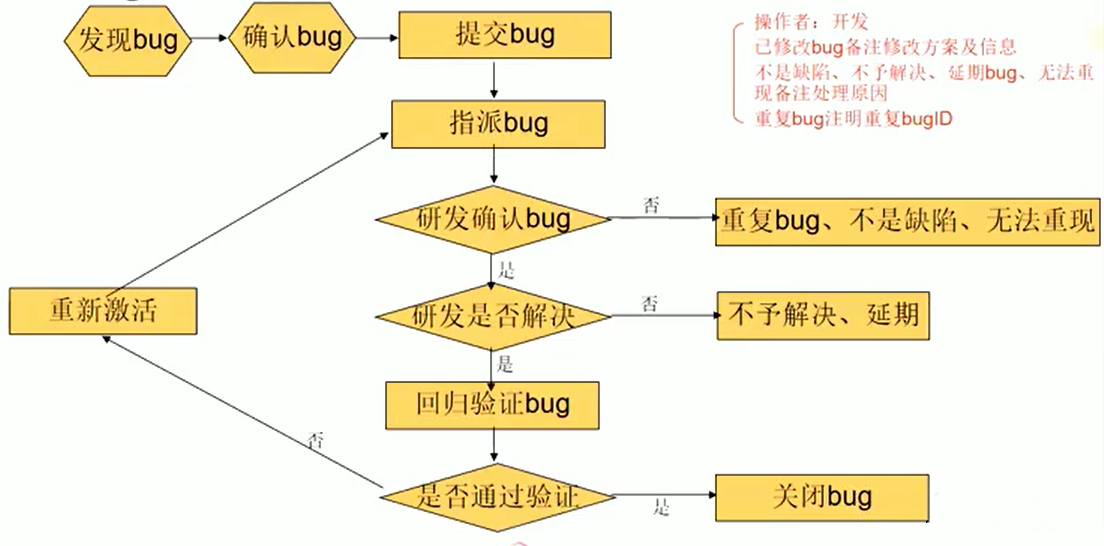 发现bug
确认bug
提交bug
操作者：开发
己修改bug备注修改方案及信息
不是缺陷、不予解决、延期bug、无法重
现备注处理原因
重复bug注明重复bugID
指派bug
研发确认bug
否
重复bug、不是缺陷、无法重现
是
重新激活
研发是否解决
否
不予解决、延期
是
回归验证bug
否
是否通过验证
是
关闭bug